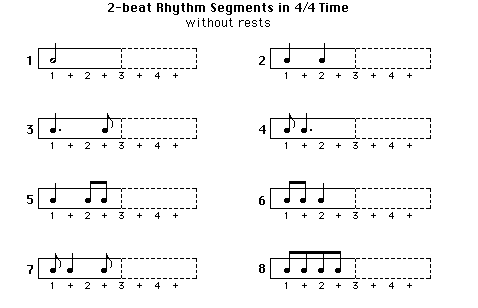 2-beat Rhythm Segments in 4/4 Time
without rests
1
1 + 2 + 3 + 4 +
2
1 + 2 + 3 + 4 +
3
1 + 2 + 3 + 4 +
4
1 + 2 + 3 + 4 +
5
1 + 2 + 3 + 4 +
6
1 + 2 + 3 + 4 +
7
1 + 2 + 3 + 4 +
8
1 + 2 + 3 + 4 +